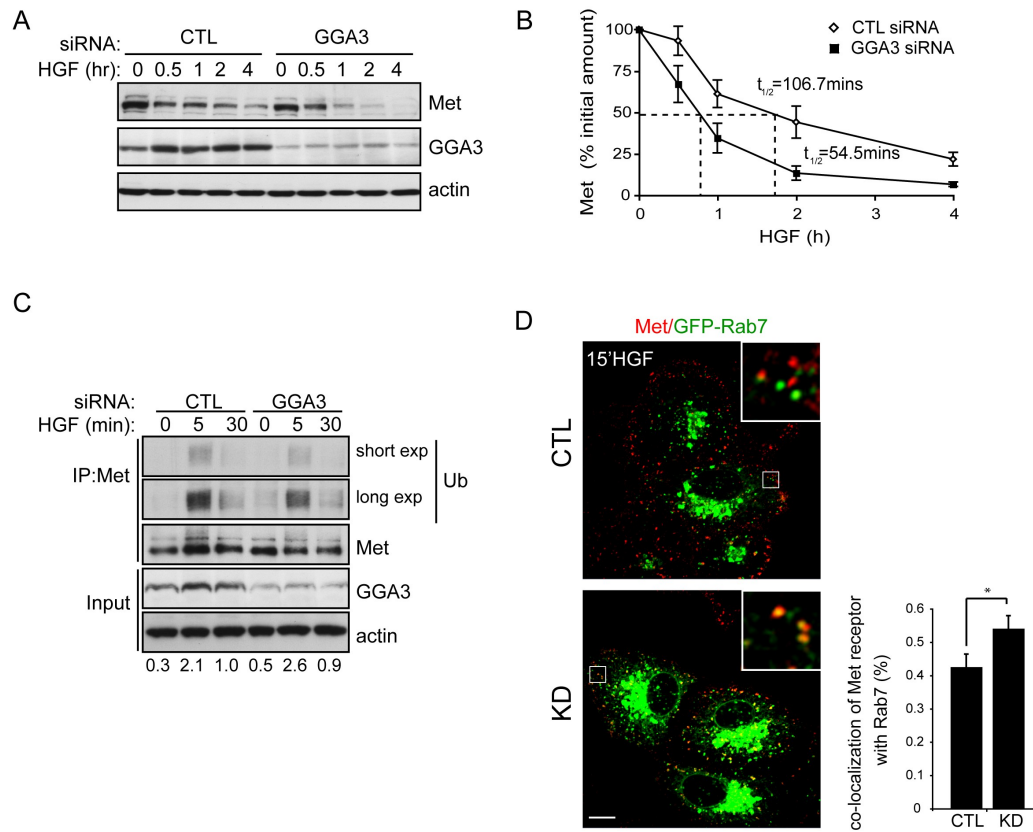 A
siRNA: CTL GGA3
HGF (hr): 0 0.5 1 2 4 0 0.5 1 2 4
Met
GGA3
actin
B
CTL siRNA
GGA3 siRNA
Met (% initial amount)
100
75
50
25
0
t1/2=106.7mins
t1/2=54.5mins
0 1 2 3 4
HGF (h)
C
siRNA: CTL GGA3
HGF (min): 0 5 30 0 5 30
IP:Met
short exp
long exp
Ub
Met
Input
GGA3
actin
0.3 2.1 1.0 0.5 2.6 0.9
D
Met/GFP-Rab7
15'HGF
CTL
KD
co-localization of Met receptor
with Rab7 (%)
0.6
0.5
0.4
0.3
0.2
0.1
0
*
CTL KD